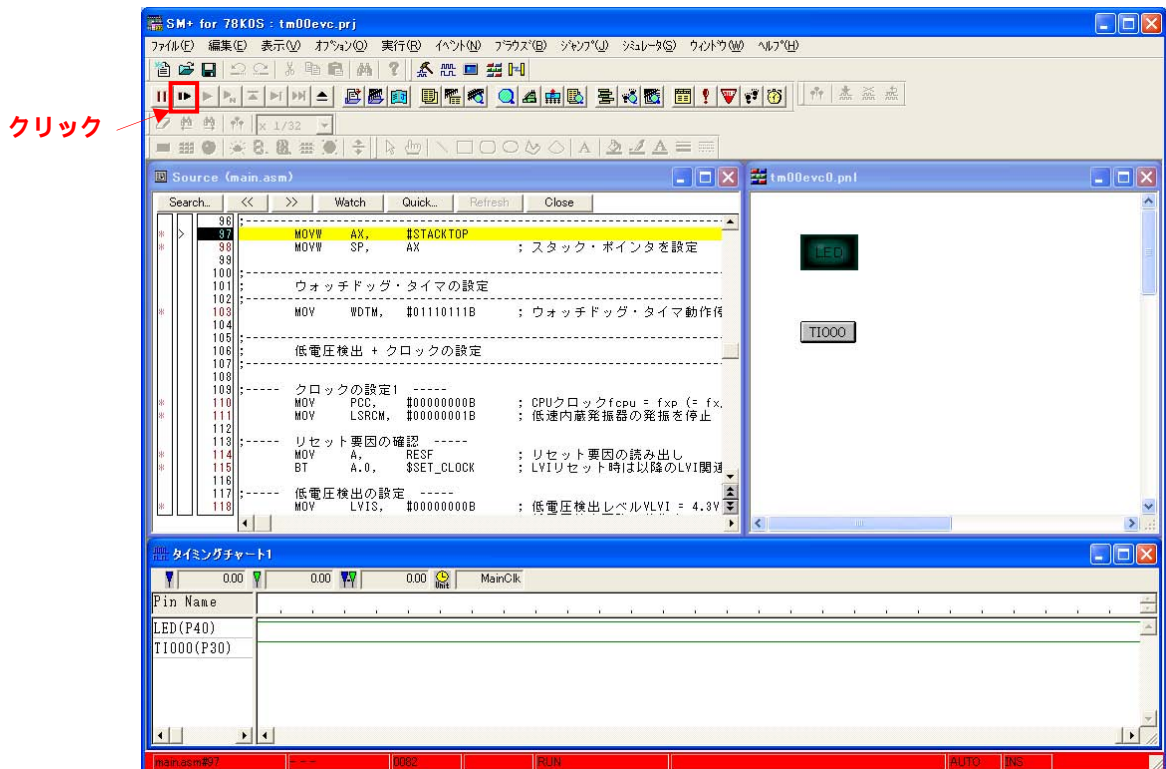 SM+ for 78K0S : tm00evc.prj
ファイル(F) 編集(E) 表示(V) オプション(O) 実行(R) イベント(N) ブラウズ(B) ジャンプ(J) シミュレータ(S) ウィンドウ(W) ヘルプ(H)
クリック
x 1/32
Source (main.asm)
Search... << >> Watch Quick... Refresh Close
96 ;------------------------------------------------------------
97 MOVW AX, #STACKTOP
98 MOVW SP, AX ; スタック・ポインタを設定
99
100 ;------------------------------------------------------------
101 ; ウォッチドッグ・タイマの設定
102 ;------------------------------------------------------------
103 MOV WDTM, #01110111B ; ウォッチドッグ・タイマ動作
104
105 ;------------------------------------------------------------
106 ; 低電圧検出 + クロックの設定
107 ;------------------------------------------------------------
108
109 ;----- クロックの設定1 -----
110 MOV PCC, #00000000B ; CPUクロックfcpu = fxp (= fx
111 MOV LSRCM, #00000001B ; 低速内蔵発振器の発振を停止
112
113 ;----- リセット要因の確認 -----
114 MOV A, RESF ; リセット要因の読み出し
115 BT A.0, $SET_CLOCK ; LVIリセット時は以降のLVI関連
116
117 ;----- 低電圧検出の設定 -----
118 MOV LVIS, #00000000B ; 低電圧検出レベルVLVI = 4.3V
tm00evc0.pnl
LED
TI000
タイミングチャート1
0.00 0.00 0.00 Unit MainClk
Pin Name
LED(P40)
TI000(P30)
main.asm#97 --- 0082 RUN AUTO INS